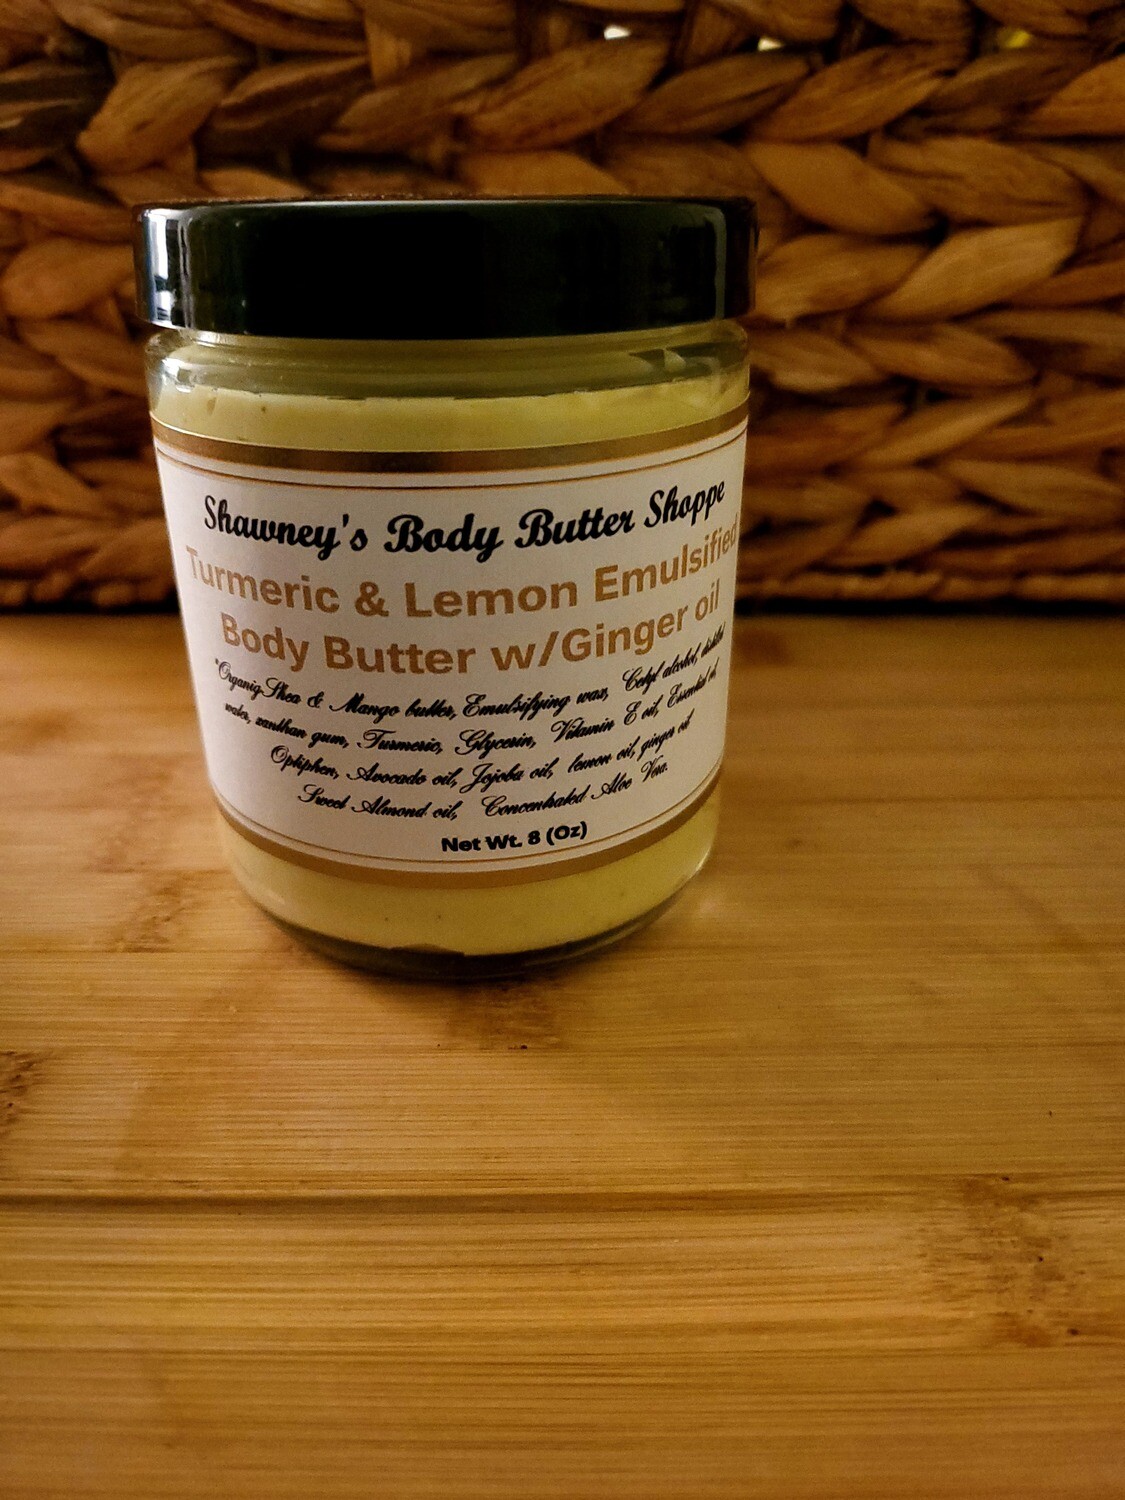 Shawney's Body Butter Shoppe
Turmeric & Lemon Emulsified
Body Butter w/Ginger oil
*Organic Shea & Mango butter, Emulsifying wax, Cetyl alcohol, distilled
water, xanthan gum, Turmeric, Glycerin, Vitamin E oil, Essential oil,
Optiphen, Avocado oil, Jojoba oil, lemon oil, ginger oil
Sweet Almond oil, Concentrated Aloe Vera.
Net Wt. 8 (Oz)